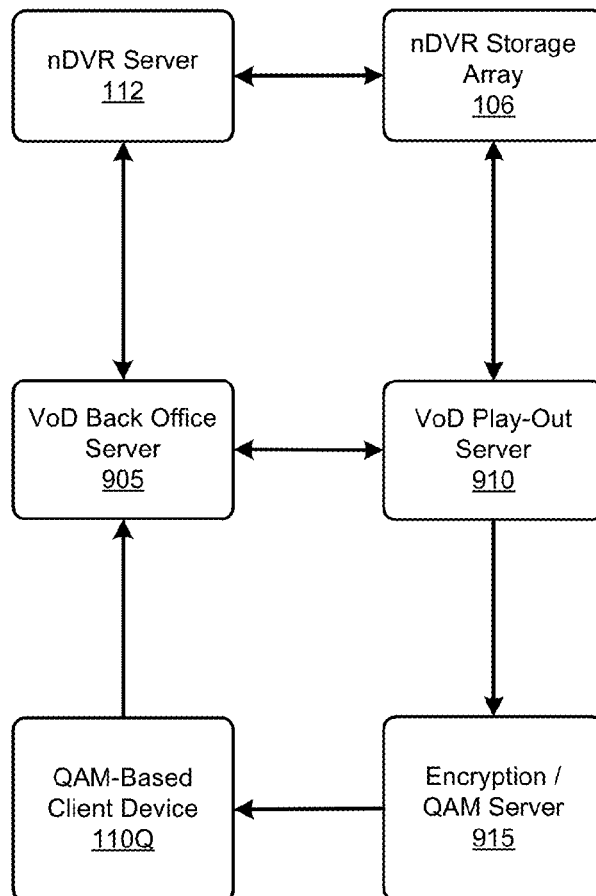 nDVR Server
112
nDVR Storage
Array
106
VoD Back Office
Server
905
VoD Play-Out
Server
910
QAM-Based
Client Device
110Q
Encryption /
QAM Server
915